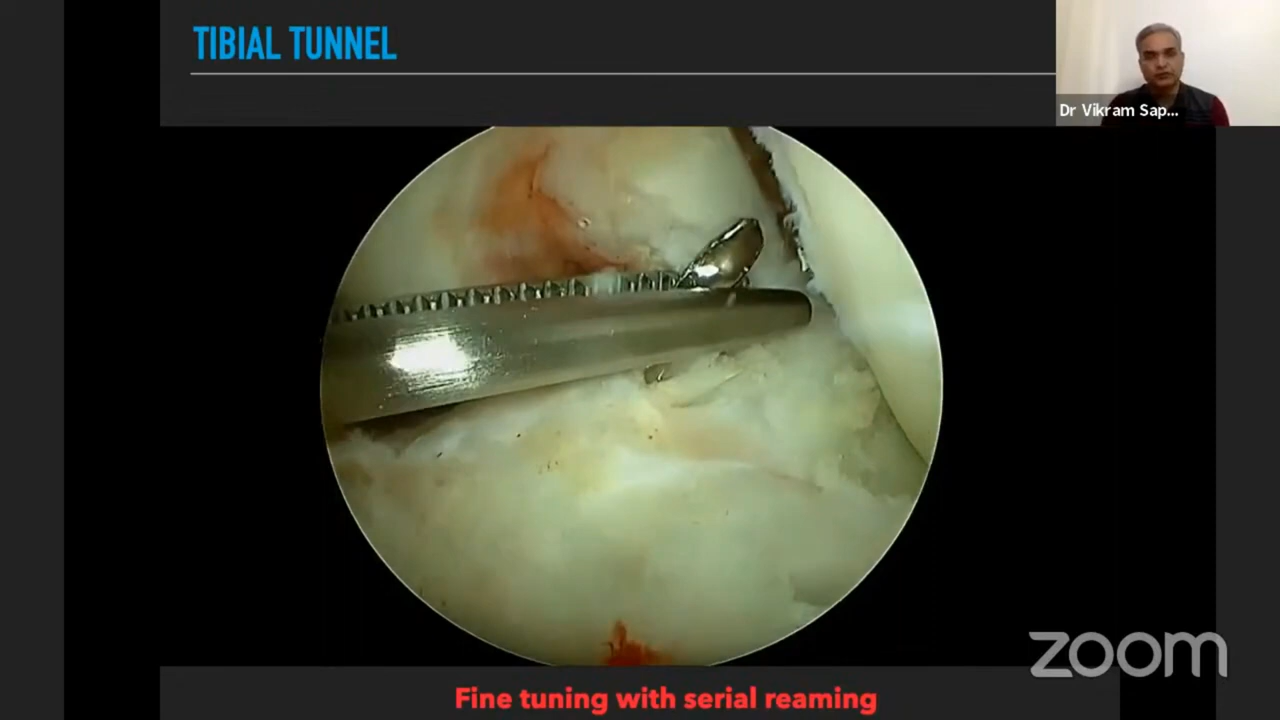 TIBIAL TUNNEL
Dr Vikram Sap...
zoom
Fine tuning with serial reaming